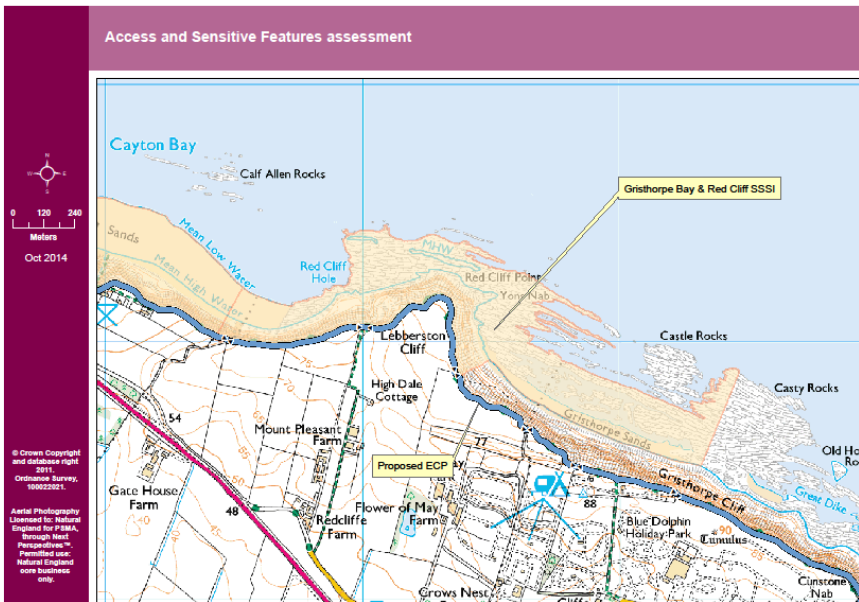 Access and Sensitive Features assessment
0 120 240
Meters
Oct 2014
© Crown Copyright
and database right
2011.
Ordnance Survey,
100022021.
Aerial Photography
Licensed to: Natural
England for PSMA,
through Next
Perspectives™.
Permitted use:
Natural England
core business
only.
Cayton Bay
Calf Allen Rocks
Gristhorpe Bay & Red Cliff SSSI
Sands
Mean Low Water
Mean High Water
MHW
Red Cliff
Hole
Red Cliff Point
Yons Nab
Lebberston
Cliff
Castle Rocks
Casty Rocks
High Dale
Cottage
75
70
54
Mount Pleasant
Farm
77
Gristhorpe Sands
Proposed ECP
Gristhorpe Cliff
Great Dike
Gate House
Farm
40
48
Redcliffe
Farm
Flower of May
Farm
88
Blue Dolphin
Holiday Park
90
Tumulus
Crows Nest
Cunstone
Nab